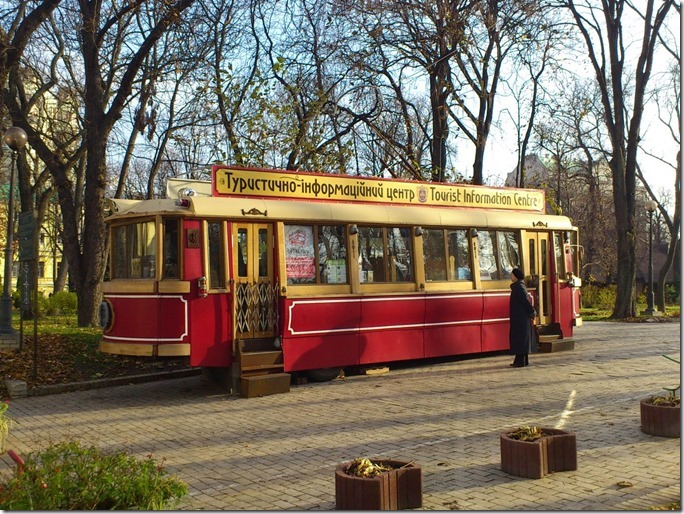 Туристично-інформаційний центр Tourist Information Centre